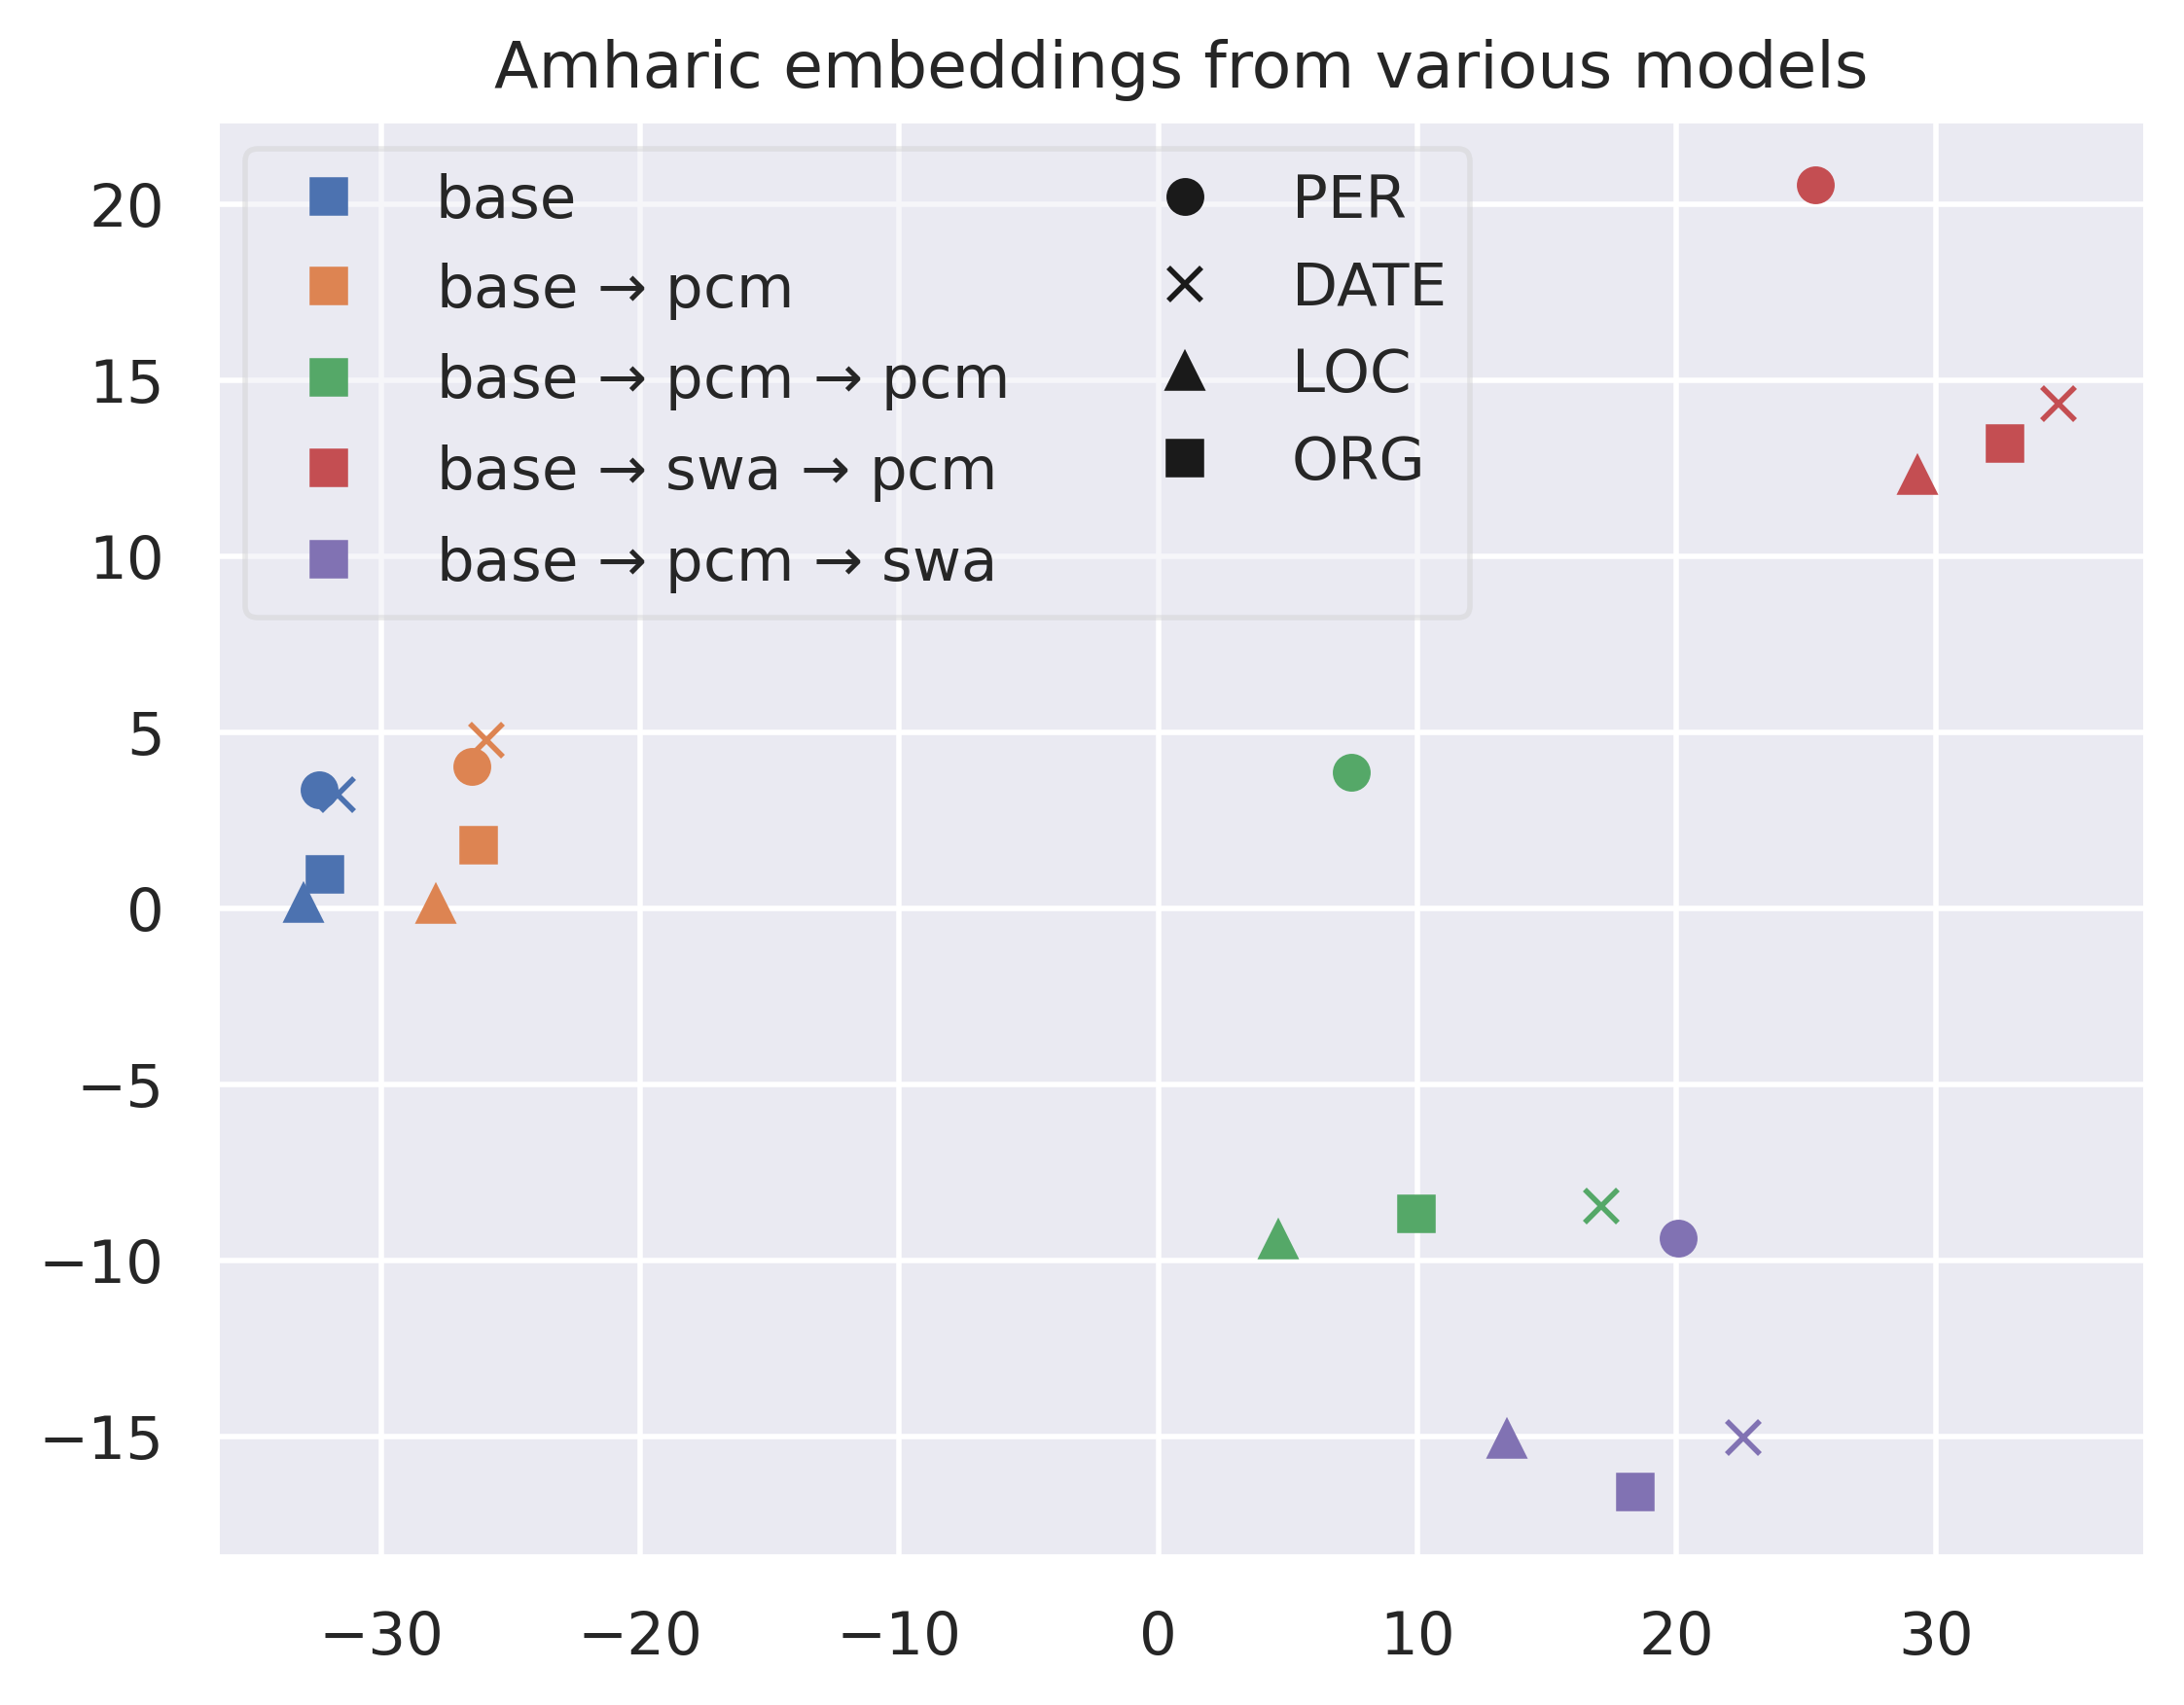 Amharic embeddings from various models
base
base → pcm
base → pcm → pcm
base → swa → pcm
base → pcm → swa
PER
DATE
LOC
ORG
20
15
10
5
0
−5
−10
−15
−30 −20 −10 0 10 20 30